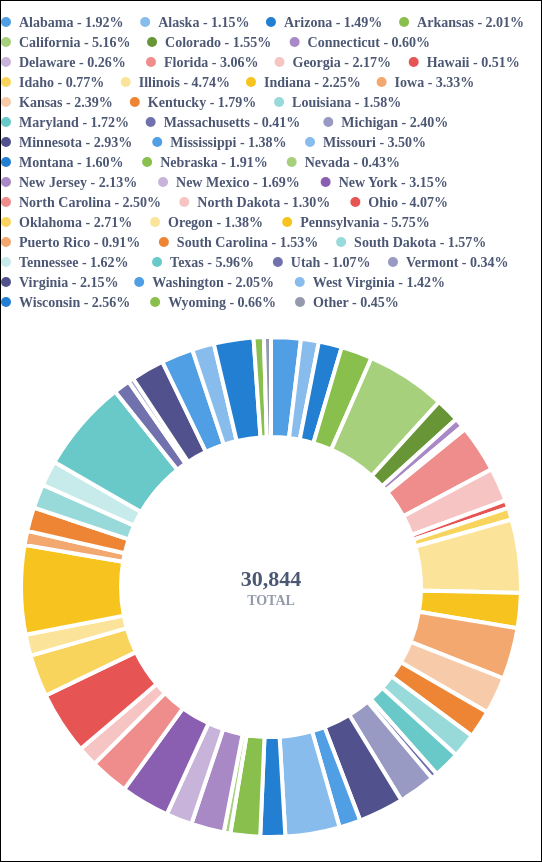 Alabama - 1.92% Alaska - 1.15% Arizona - 1.49% Arkansas - 2.01%
California - 5.16% Colorado - 1.55% Connecticut - 0.60%
Delaware - 0.26% Florida - 3.06% Georgia - 2.17% Hawaii - 0.51%
Idaho - 0.77% Illinois - 4.74% Indiana - 2.25% Iowa - 3.33%
Kansas - 2.39% Kentucky - 1.79% Louisiana - 1.58%
Maryland - 1.72% Massachusetts - 0.41% Michigan - 2.40%
Minnesota - 2.93% Mississippi - 1.38% Missouri - 3.50%
Montana - 1.60% Nebraska - 1.91% Nevada - 0.43%
New Jersey - 2.13% New Mexico - 1.69% New York - 3.15%
North Carolina - 2.50% North Dakota - 1.30% Ohio - 4.07%
Oklahoma - 2.71% Oregon - 1.38% Pennsylvania - 5.75%
Puerto Rico - 0.91% South Carolina - 1.53% South Dakota - 1.57%
Tennessee - 1.62% Texas - 5.96% Utah - 1.07% Vermont - 0.34%
Virginia - 2.15% Washington - 2.05% West Virginia - 1.42%
Wisconsin - 2.56% Wyoming - 0.66% Other - 0.45%
30,844
TOTAL